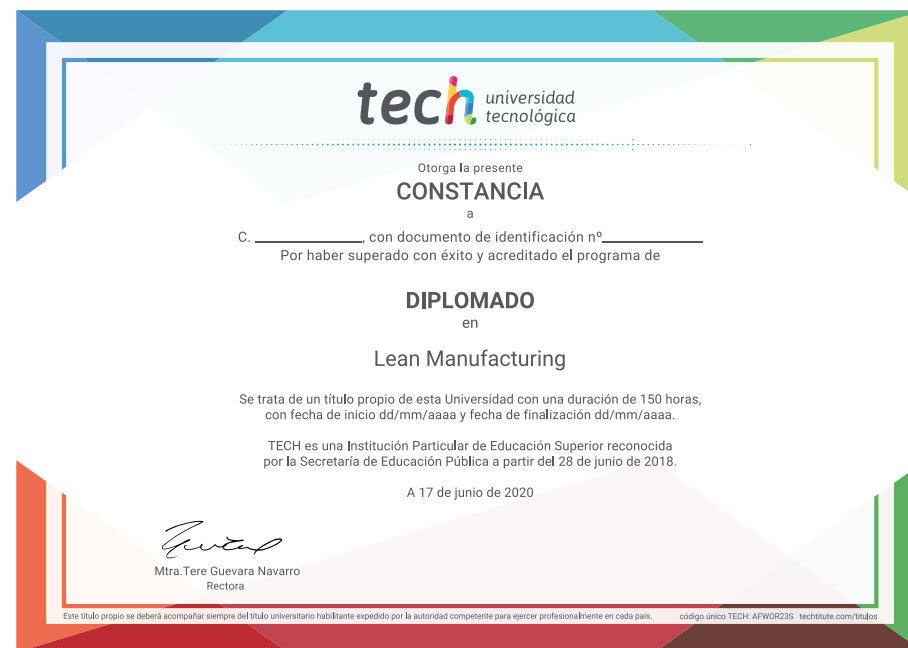 tech universidad
tecnológica
Otorga la presente
CONSTANCIA
a
C. ____________, con documento de identificación nº____________
Por haber superado con éxito y acreditado el programa de
DIPLOMADO
en
Lean Manufacturing
Se trata de un título propio de esta Universidad con una duración de 150 horas,
con fecha de inicio dd/mm/aaaa y fecha de finalización dd/mm/aaaa.
TECH es una Institución Particular de Educación Superior reconocida
por la Secretaría de Educación Pública a partir del 28 de junio de 2018.
A 17 de junio de 2020
Mtra.Tere Guevara Navarro
Rectora
Este título propio se deberá acompañar siempre del título universitario habilitante expedido por la autoridad competente para ejercer profesionalmente en cada país. código único TECH: AFWOR23S techtitute.com/titulos